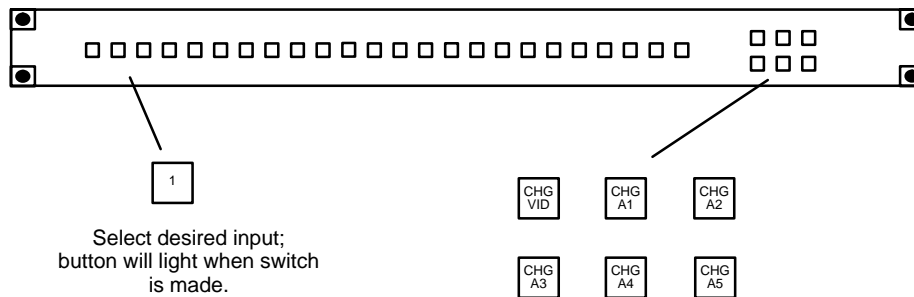 1
Select desired input;
button will light when switch
is made.
CHG
VID
CHG
A1
CHG
A2
CHG
A3
CHG
A4
CHG
A5